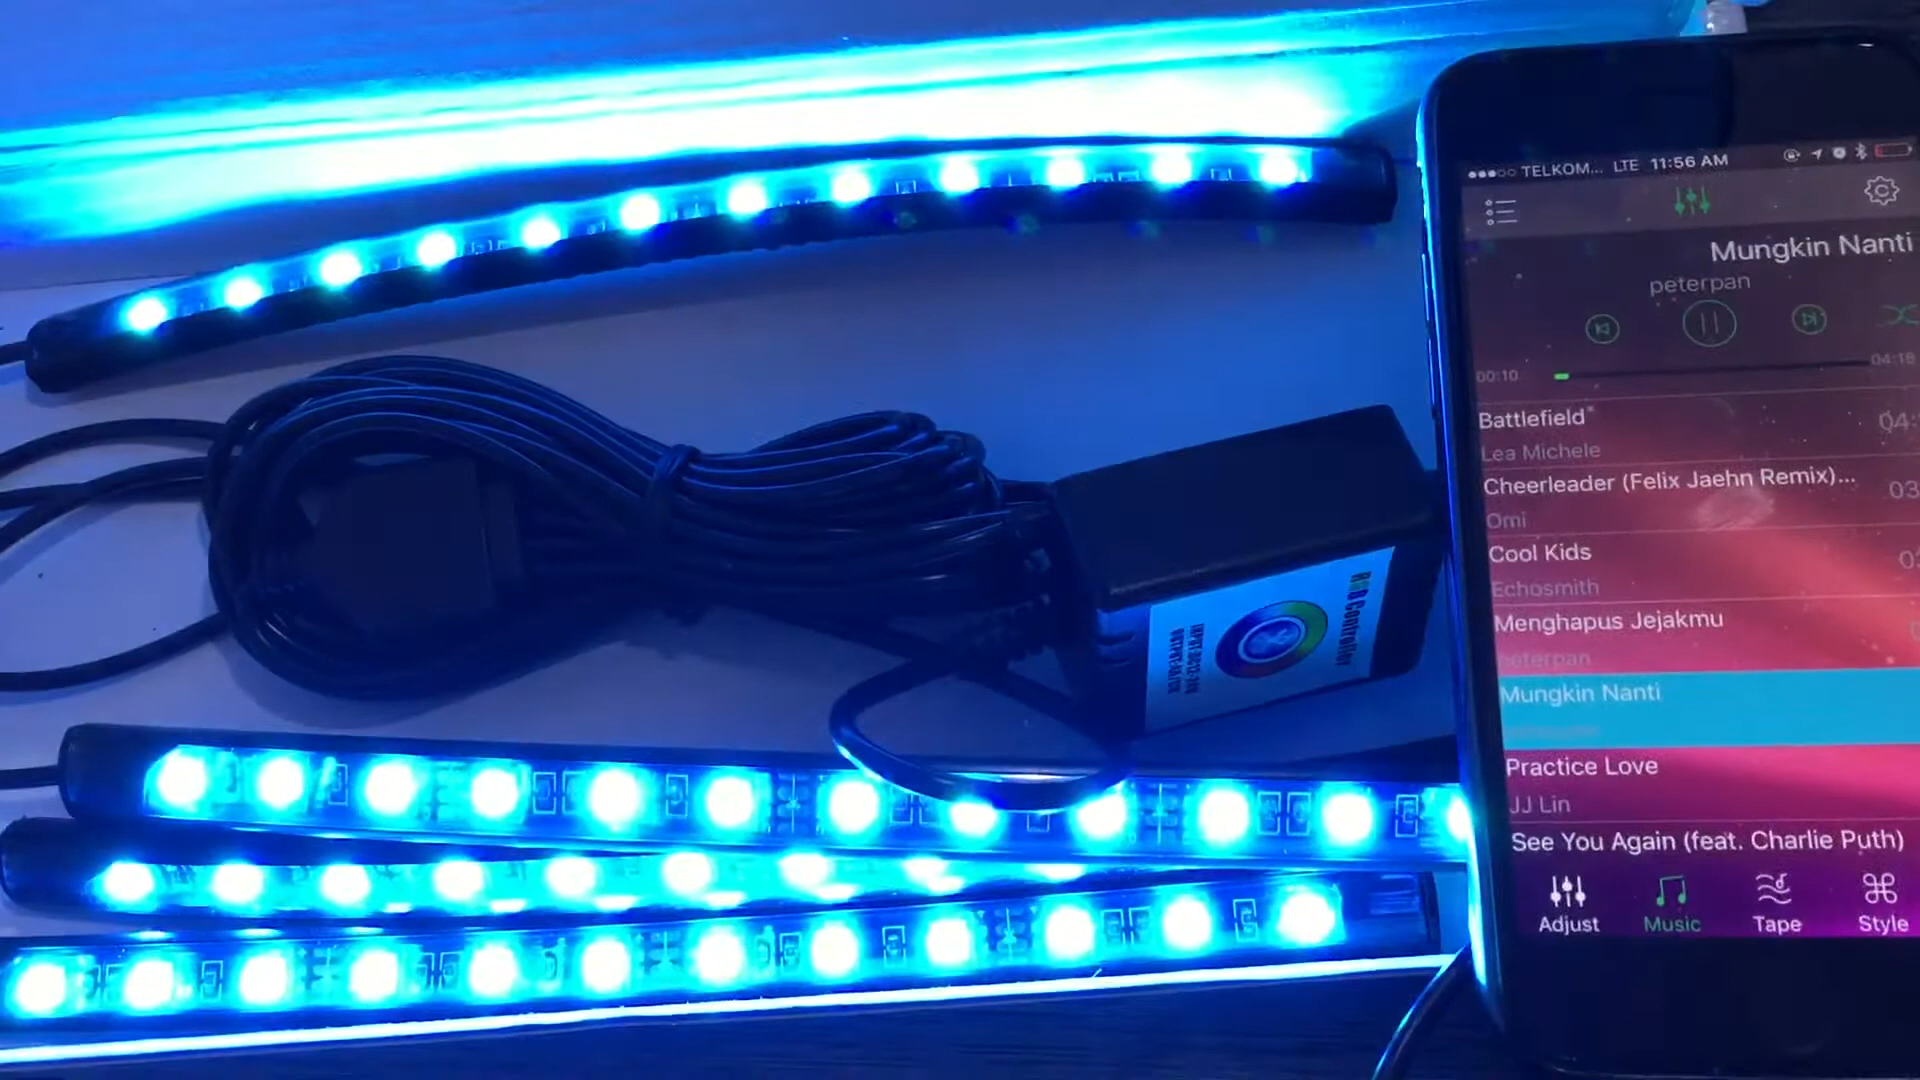 TELKOM... LTE 11:56 AM
Mungkin Nanti
peterpan
00:10
04:18
Battlefield
04:
Lea Michele
Cheerleader (Felix Jaehn Remix)...
03
Omi
Cool Kids
Echosmith
Menghapus Jejakmu
peterpan
Mungkin Nanti
Practice Love
JJ Lin
See You Again (feat. Charlie Puth)
Adjust Music Tape Style
RGB Controller